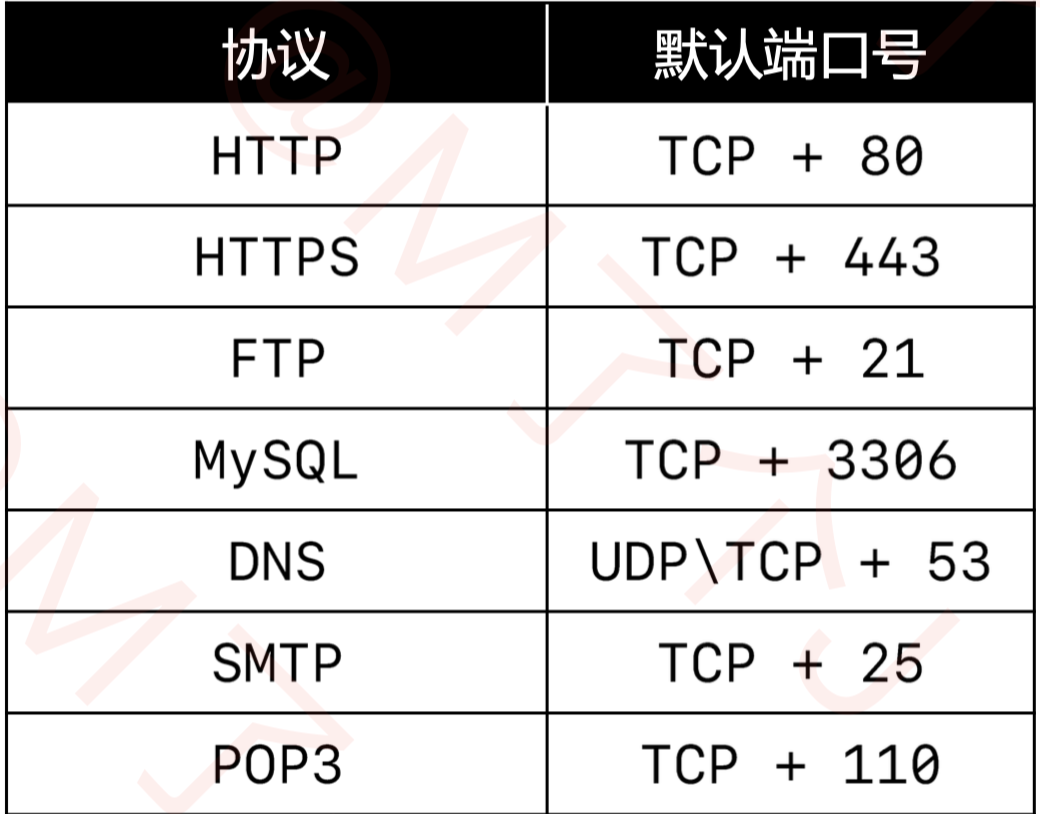 协议 默认端口号
HTTP TCP + 80
HTTPS TCP + 443
FTP TCP + 21
MySQL TCP + 3306
DNS UDP\TCP + 53
SMTP TCP + 25
POP3 TCP + 110